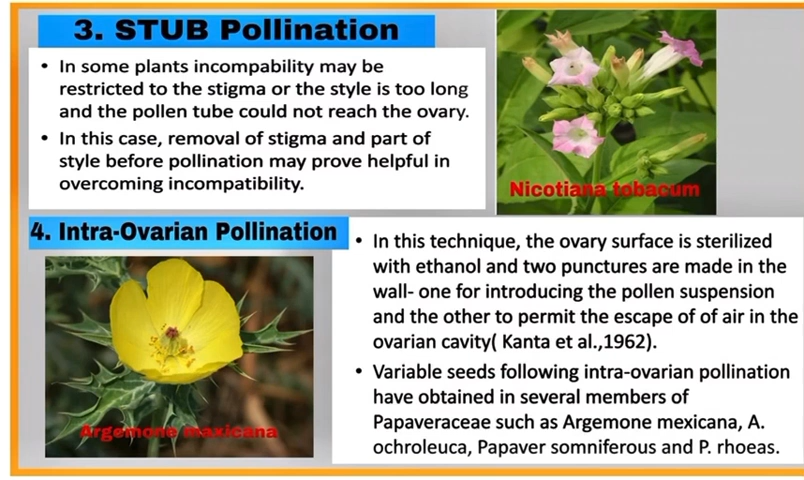 3. STUB Pollination
• In some plants incompability may be
restricted to the stigma or the style is too long
and the pollen tube could not reach the ovary.
• In this case, removal of stigma and part of
style before pollination may prove helpful in
overcoming incompatibility.
Nicotiana tobacum
4. Intra-Ovarian Pollination
• In this technique, the ovary surface is sterilized
with ethanol and two punctures are made in the
wall- one for introducing the pollen suspension
and the other to permit the escape of of air in the
ovarian cavity( Kanta et al.,1962).
• Variable seeds following intra-ovarian pollination
have obtained in several members of
Papaveraceae such as Argemone mexicana, A.
ochroleuca, Papaver somniferous and P. rhoeas.
Argemone maxicana